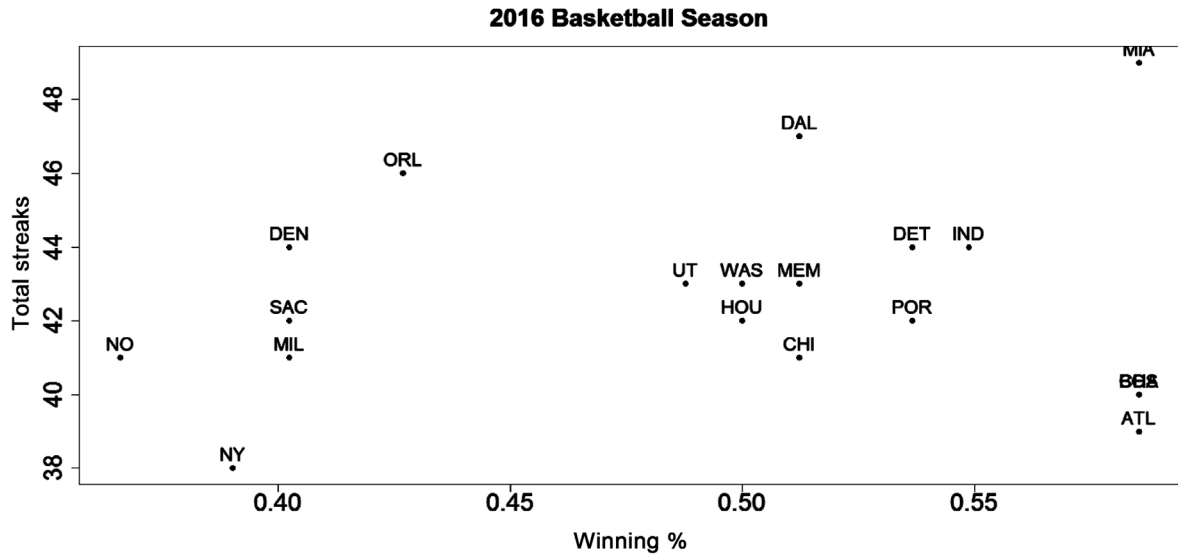 2016 Basketball Season
Total streaks
48
46
44
42
40
38
MIA
DAL
ORL
DEN
DET
IND
UT
WAS
MEM
SAC
HOU
POR
NO
MIL
CHI
ATL
NY
0.40
0.45
0.50
0.55
Winning %